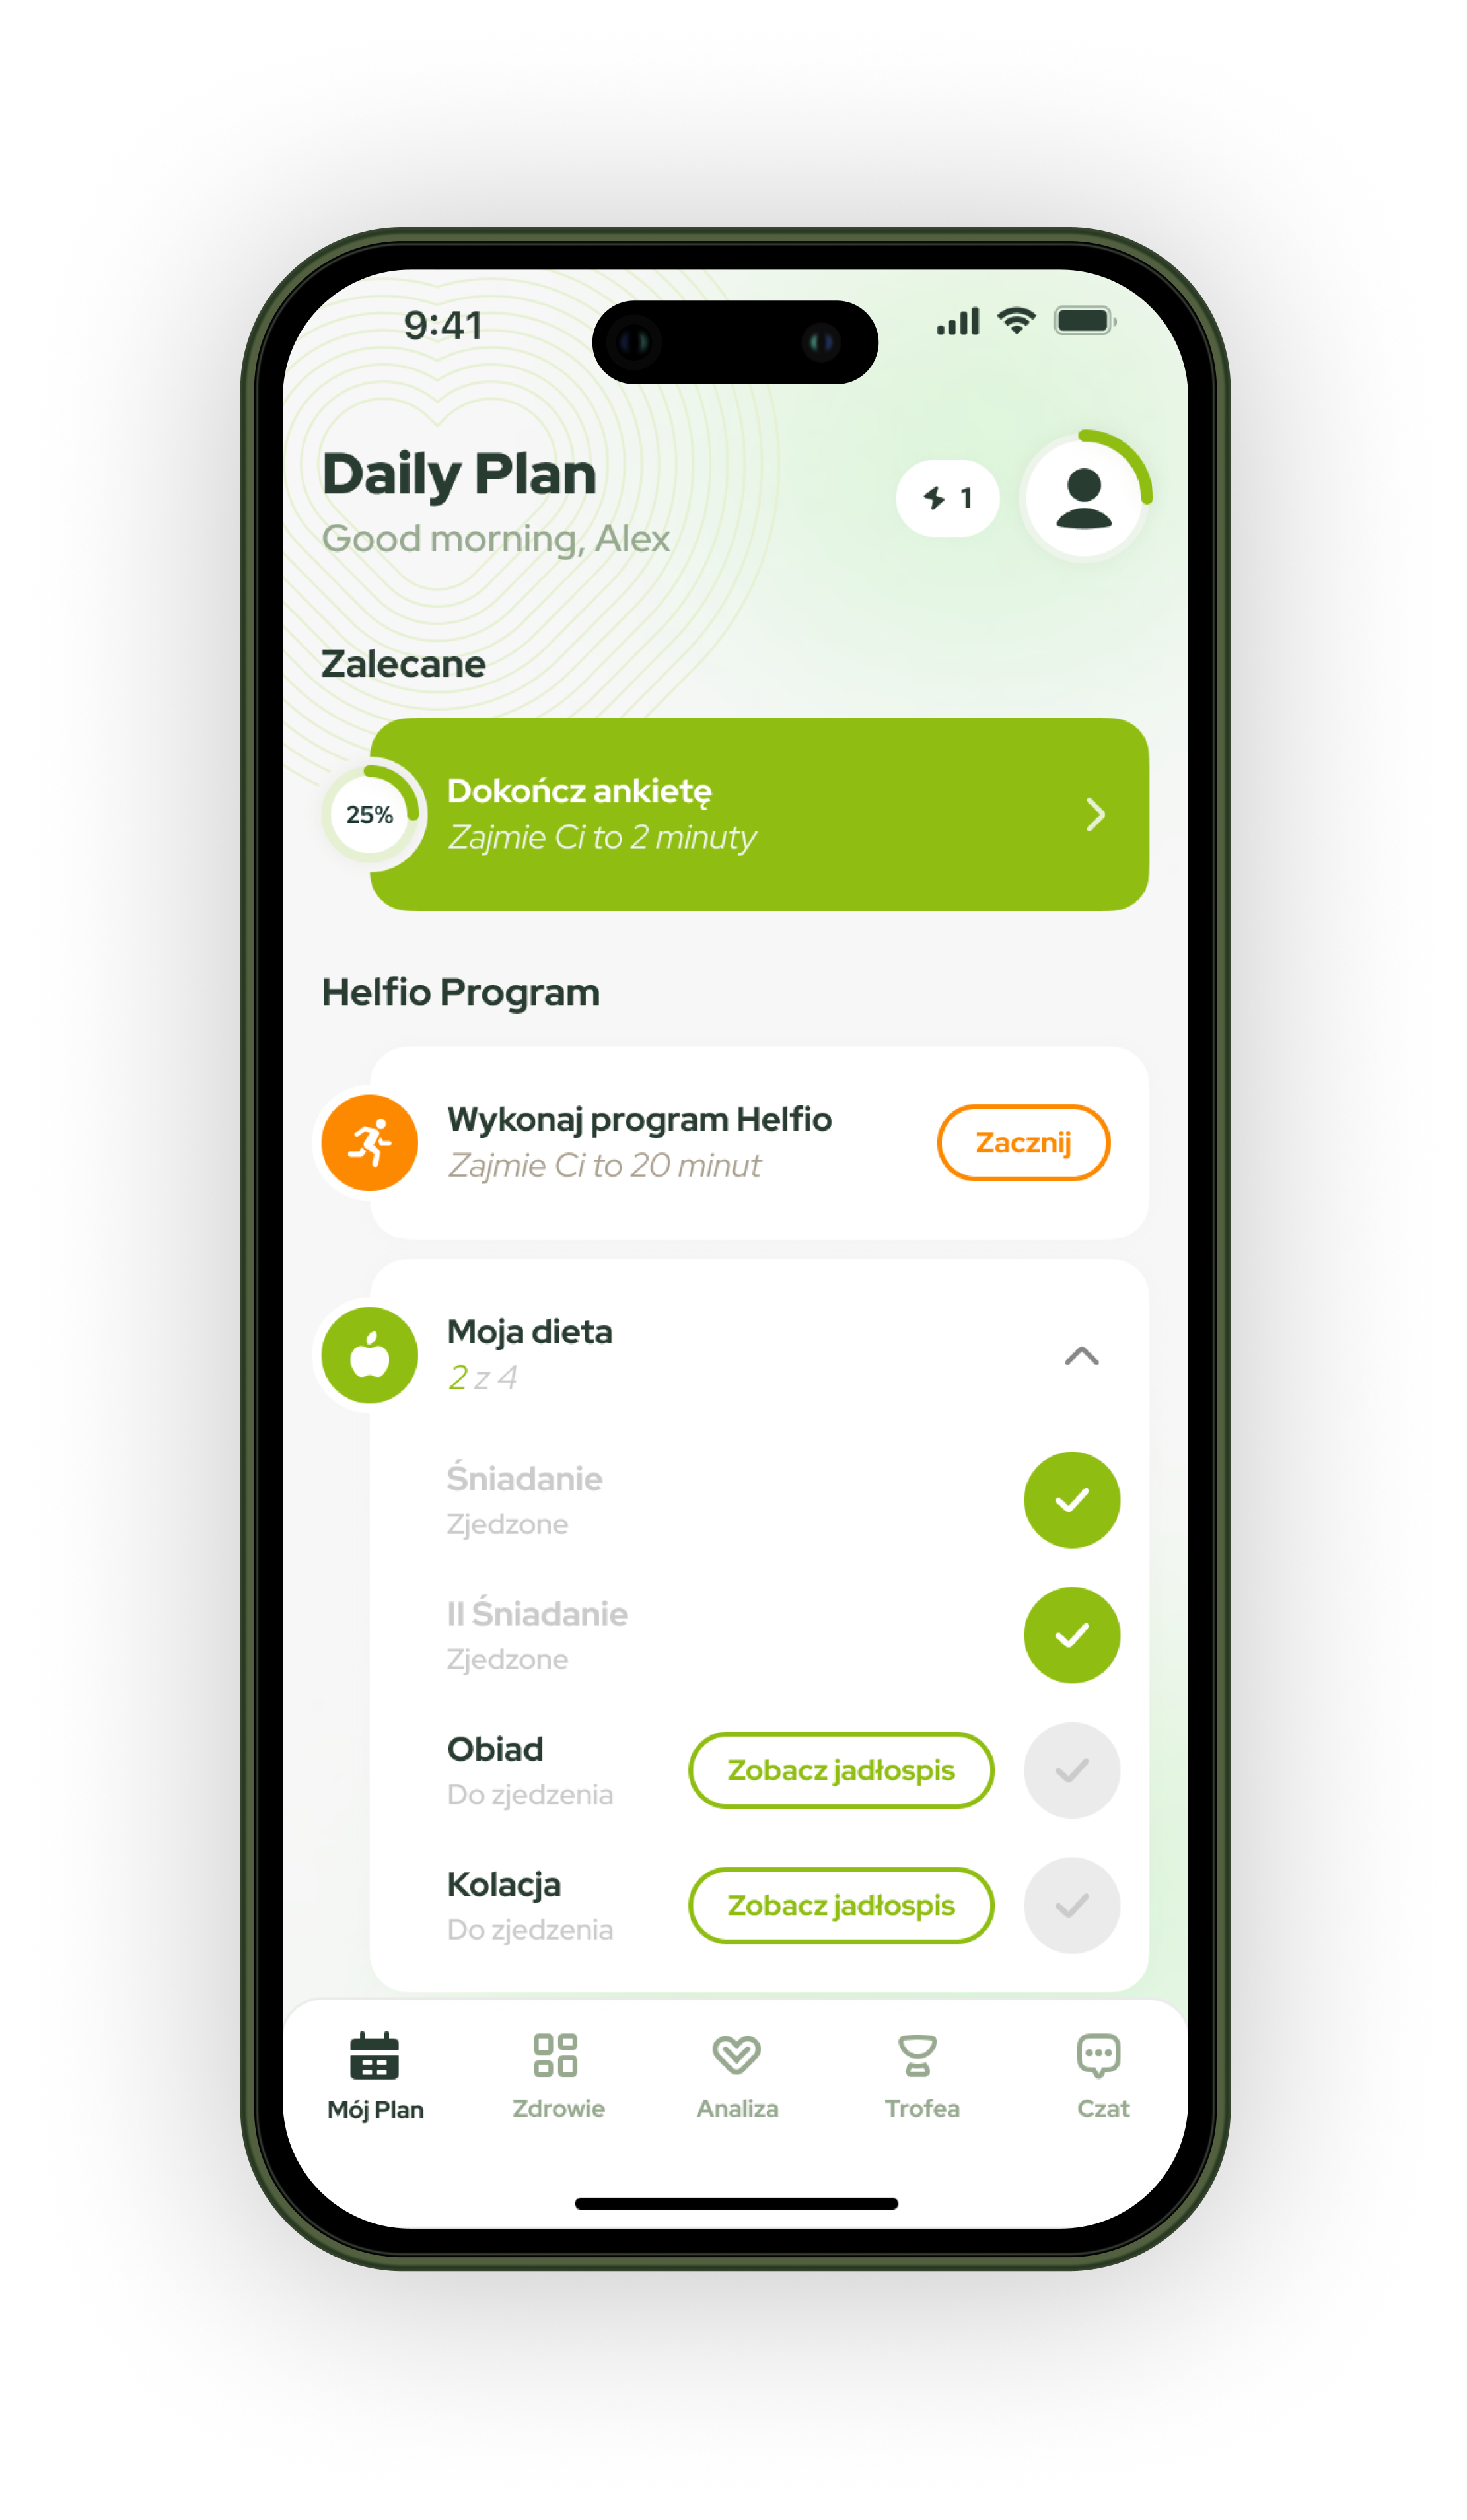 9:41
Daily Plan
Good morning, Alex
1
Zalecane
25%
Dokończ ankietę
Zajmie Ci to 2 minuty
Helfio Program
Wykonaj program Helfio
Zajmie Ci to 20 minut
Zacznij
Moja dieta
2 z 4
Śniadanie
Zjedzone
II Śniadanie
Zjedzone
Obiad
Do zjedzenia
Zobacz jadłospis
Kolacja
Do zjedzenia
Zobacz jadłospis
Mój Plan
Zdrowie
Analiza
Trofea
Czat